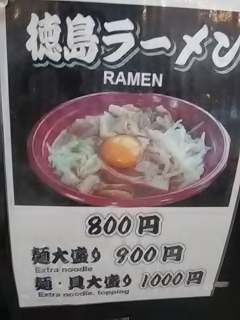 徳島ラーメン
RAMEN
800円
麺大盛り 900円
Extra noodle
麺・具大盛り 1000円
Extra noodle, topping